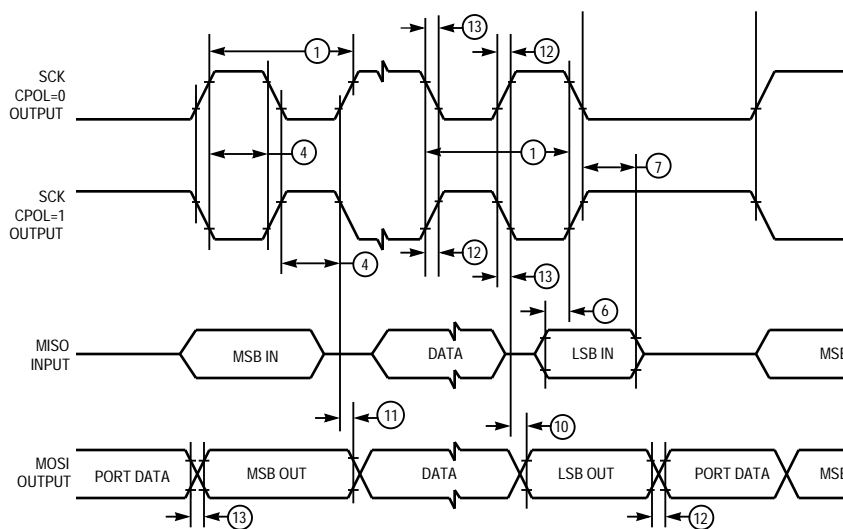 13
12
1
SCK
CPOL=0
OUTPUT
4
1
7
SCK
CPOL=1
OUTPUT
4
12
13
6
MISO
INPUT
MSB IN
DATA
LSB IN
MSB
11
10
MOSI
OUTPUT
PORT DATA
MSB OUT
DATA
LSB OUT
PORT DATA
MSB
13
12